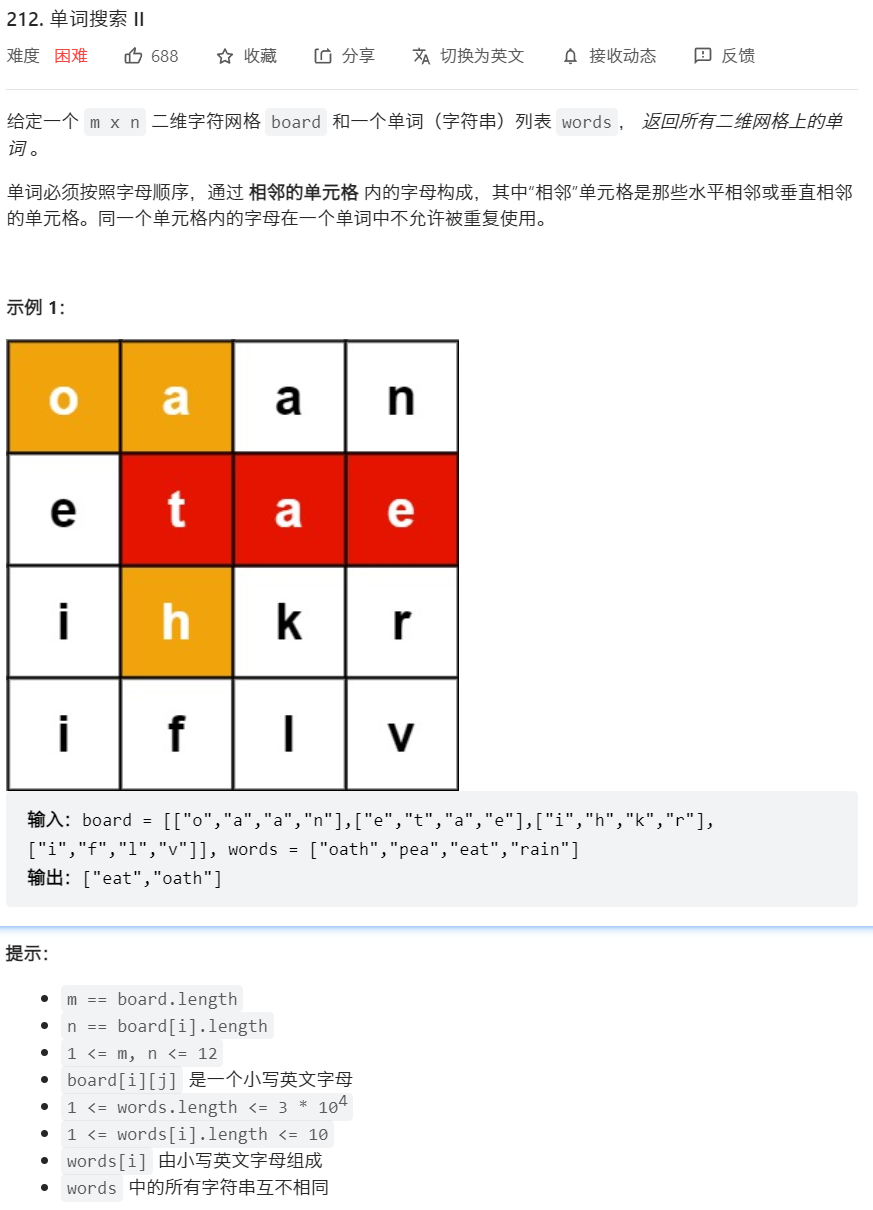 212. 单词搜索 II
难度 困难 688 收藏 分享 切换为英文 接收动态 反馈
给定一个 m x n 二维字符网格 board 和一个单词（字符串）列表 words， 返回所有二维网格上的单
词 。
单词必须按照字母顺序，通过 相邻的单元格 内的字母构成，其中“相邻”单元格是那些水平相邻或垂直相邻
的单元格。同一个单元格内的字母在一个单词中不允许被重复使用。
示例 1：
o a a n
e t a e
i h k r
i f l v
输入：board = [["o","a","a","n"],["e","t","a","e"],["i","h","k","r"],
["i","f","l","v"]], words = ["oath","pea","eat","rain"]
输出：["eat","oath"]
提示：
m == board.length
n == board[i].length
1 <= m, n <= 12
board[i][j] 是一个小写英文字母
1 <= words.length <= 3 * 10⁴
1 <= words[i].length <= 10
words[i] 由小写英文字母组成
words 中的所有字符串互不相同